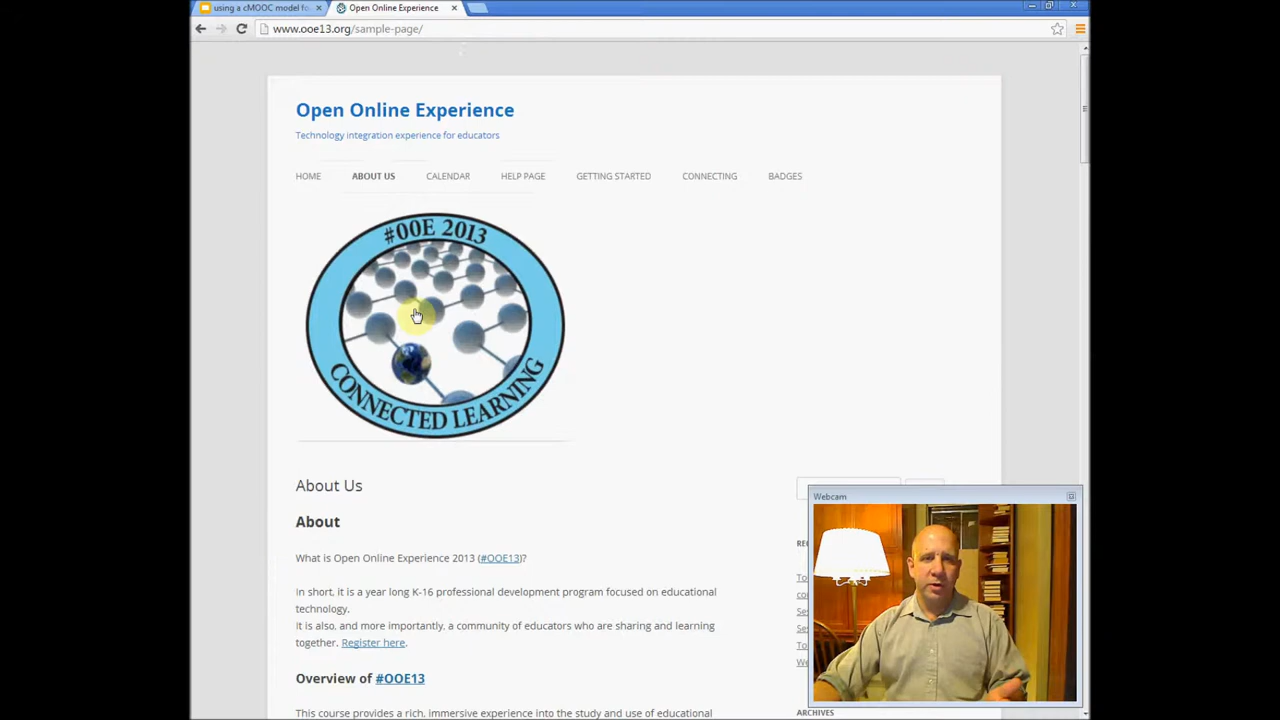 using a cMOOC model fo
Open Online Experience
www.ooe13.org/sample-page/
Open Online Experience
Technology integration experience for educators
HOME ABOUT US CALENDAR HELP PAGE GETTING STARTED CONNECTING BADGES
#OOE 2013
CONNECTED LEARNING
About Us
About
What is Open Online Experience 2013 (#OOE13)?
In short, it is a year long K-16 professional development program focused on educational
technology.
It is also, and more importantly, a community of educators who are sharing and learning
together. Register here.
Overview of #OOE13
This course provides a rich, immersive experience into the study and use of educational
Webcam
ARCHIVES